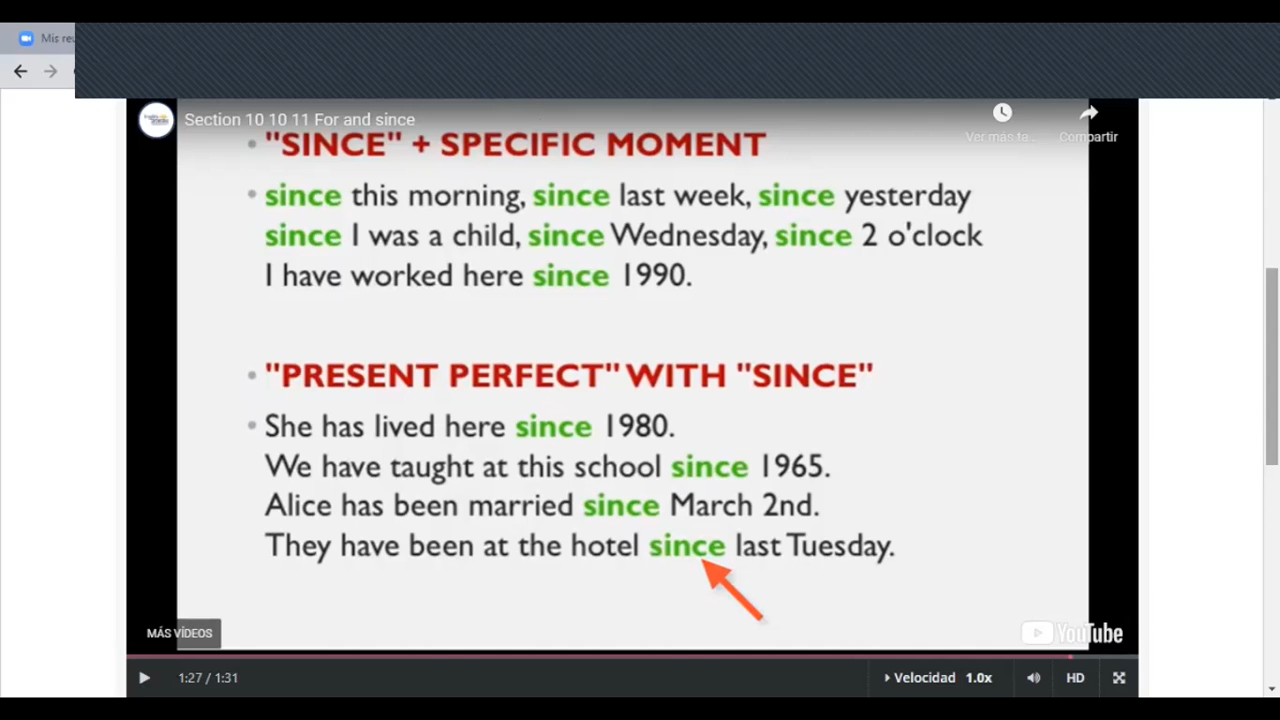 Mis re
Section 10 10 11 For and since
Ver más ta... Compartir
• "SINCE" + SPECIFIC MOMENT
• since this morning, since last week, since yesterday
since I was a child, since Wednesday, since 2 o'clock
I have worked here since 1990.
• "PRESENT PERFECT" WITH "SINCE"
• She has lived here since 1980.
We have taught at this school since 1965.
Alice has been married since March 2nd.
They have been at the hotel since last Tuesday.
MÁS VÍDEOS
YouTube
1:27 / 1:31
Velocidad 1.0x
HD